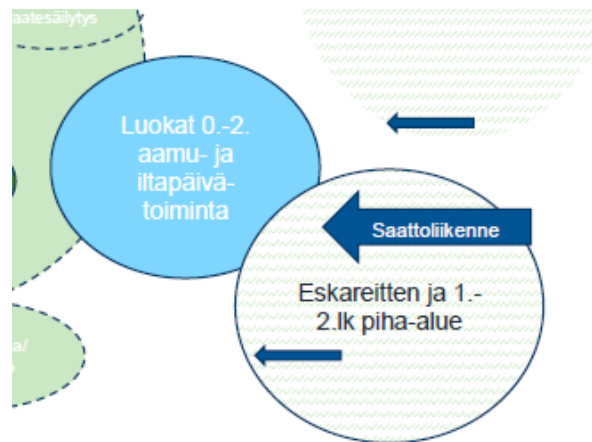 aatesäilytys
Luokat 0.-2.
aamu- ja
iltapäivä-
toiminta
Saattoliikenne
Eskareitten ja 1.-
2.lk piha-alue
a/